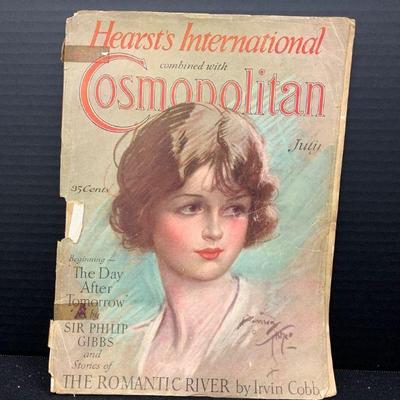 Hearst's International
combined with
Cosmopolitan
July
35 Cents
Beginning —
'The Day
After
Tomorrow'
by
SIR PHILIP
GIBBS
and
Stories of
THE ROMANTIC RIVER by Irvin Cobb